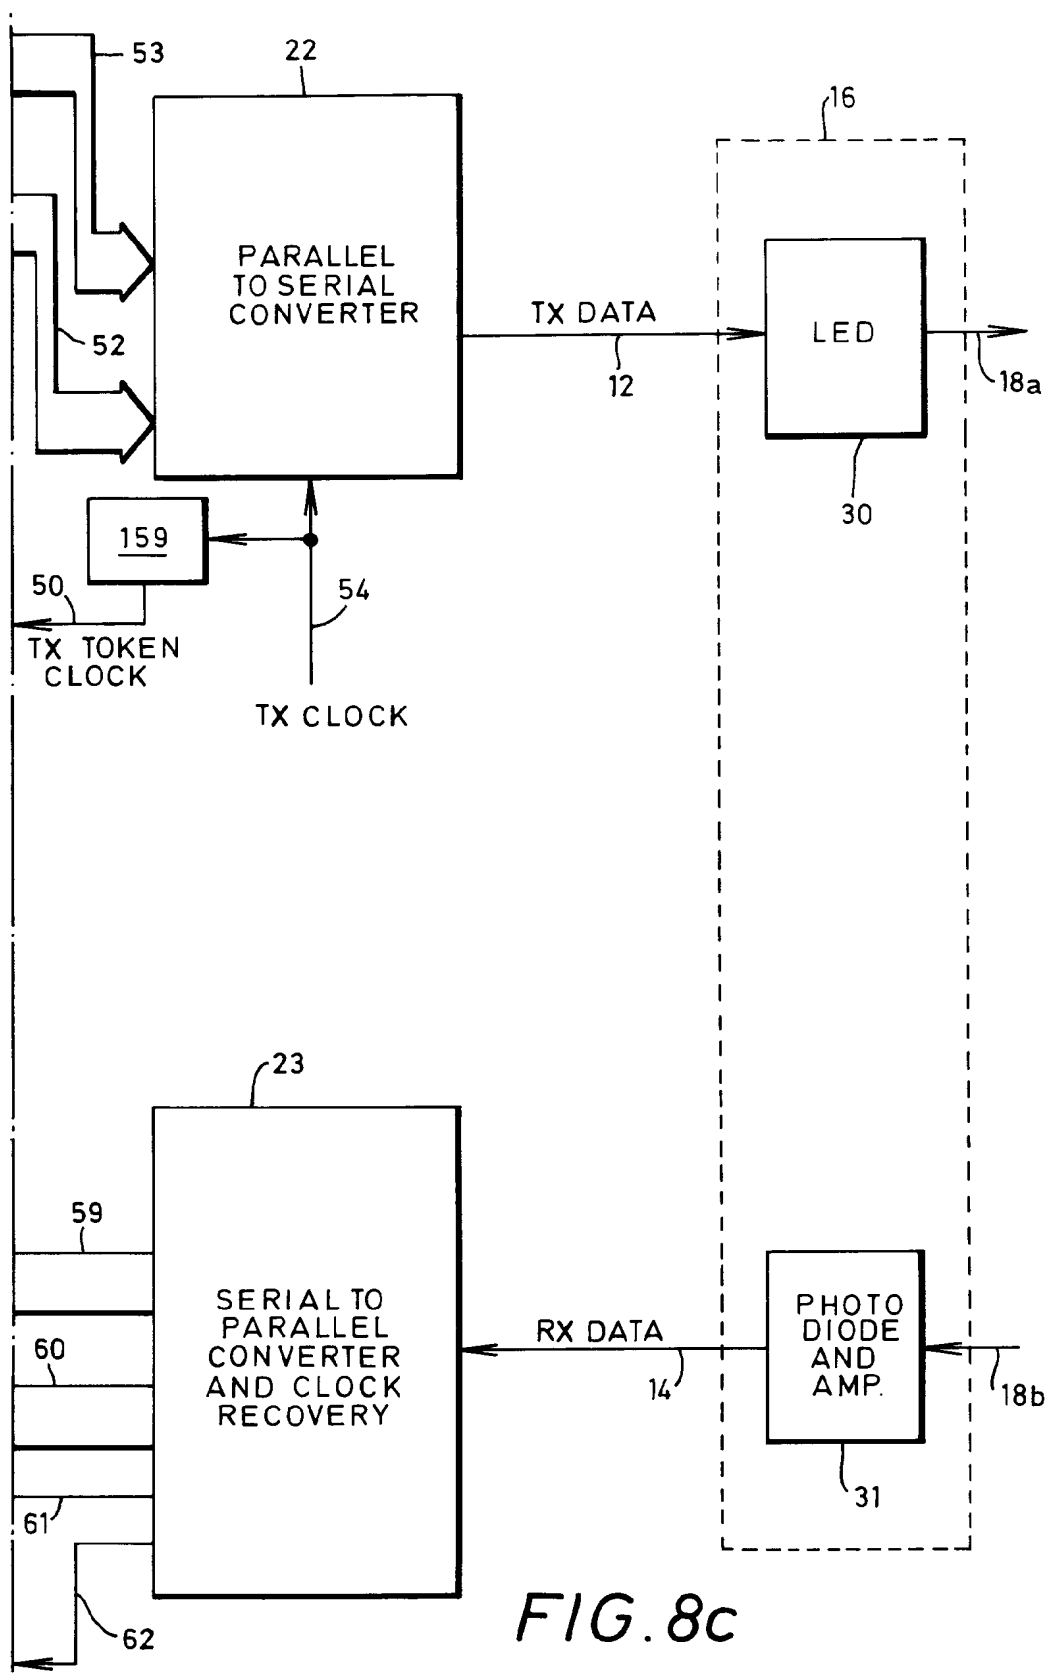 53
22
16
PARALLEL
TO SERIAL
CONVERTER
52
TX DATA
12
LED
18a
30
159
50
54
TX TOKEN
CLOCK
TX CLOCK
23
59
SERIAL TO
PARALLEL
CONVERTER
AND CLOCK
RECOVERY
60
61
62
RX DATA
14
PHOTO
DIODE
AND
AMP.
18b
31
FIG. 8c